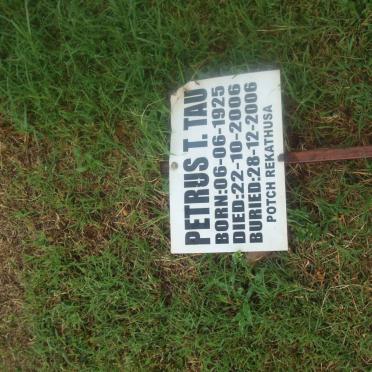 PETRUS T. TAU
BORN:06-06-1925
DIED:22-10-2006
BURIED:28-12-2006
POTCH REKATHUSA